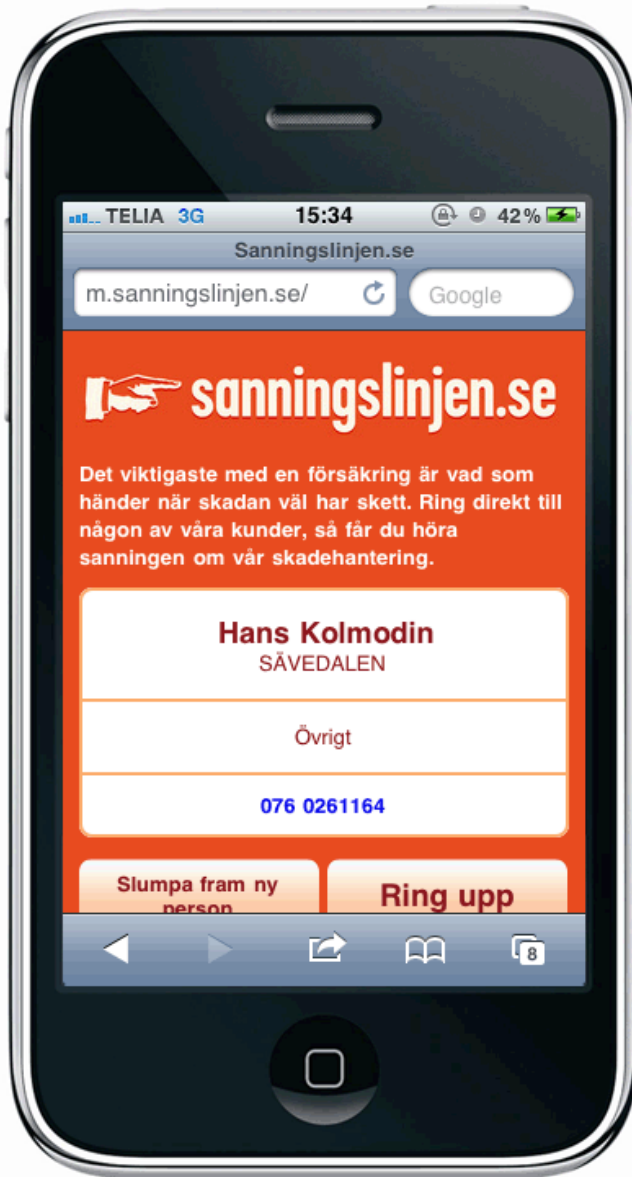 TELIA 3G 15:34 42%
Sanningslinjen.se
m.sanningslinjen.se/ Google
sanningslinjen.se
Det viktigaste med en försäkring är vad som
händer när skadan väl har skett. Ring direkt till
någon av våra kunder, så får du höra
sanningen om vår skadehantering.
Hans Kolmodin
SÄVEDALEN
Övrigt
076 0261164
Slumpa fram ny
person
Ring upp
8